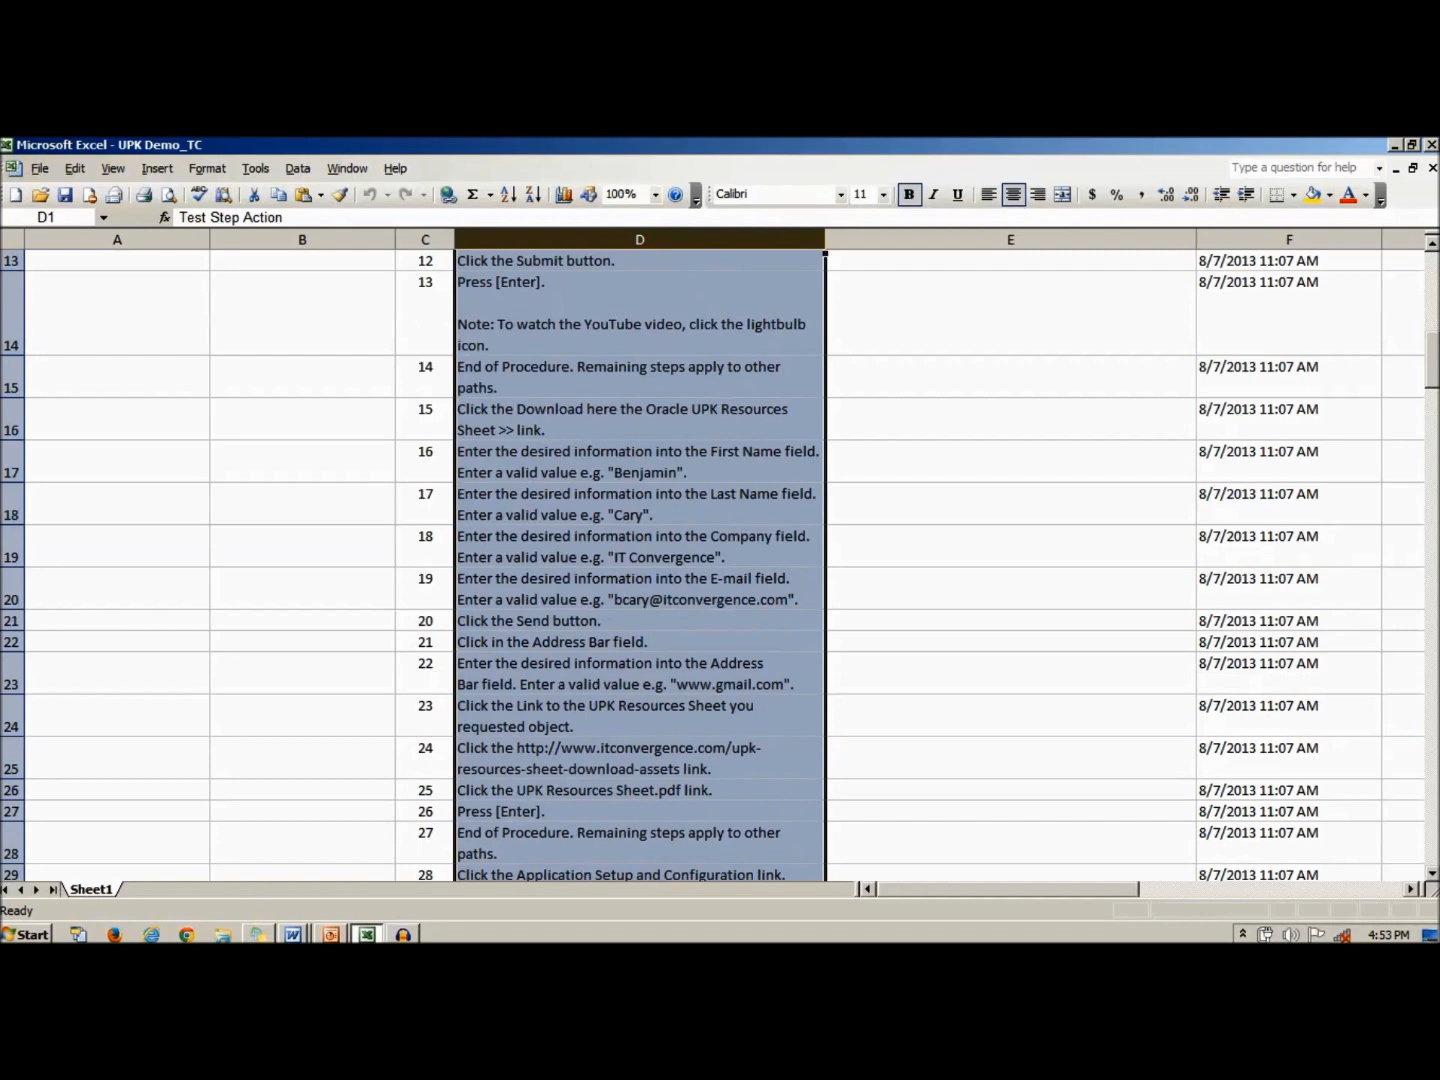 Microsoft Excel - UPK Demo_TC
File Edit View Insert Format Tools Data Window Help Type a question for help
100% Calibri 11 B I U $ % ,
D1 fx Test Step Action
A B C D E F
13 12 Click the Submit button. 8/7/2013 11:07 AM
13 Press [Enter]. 8/7/2013 11:07 AM
Note: To watch the YouTube video, click the lightbulb
14 icon.
14 End of Procedure. Remaining steps apply to other 8/7/2013 11:07 AM
15 paths.
15 Click the Download here the Oracle UPK Resources 8/7/2013 11:07 AM
16 Sheet >> link.
16 Enter the desired information into the First Name field. 8/7/2013 11:07 AM
17 Enter a valid value e.g. "Benjamin".
17 Enter the desired information into the Last Name field. 8/7/2013 11:07 AM
18 Enter a valid value e.g. "Cary".
18 Enter the desired information into the Company field. 8/7/2013 11:07 AM
19 Enter a valid value e.g. "IT Convergence".
19 Enter the desired information into the E-mail field. 8/7/2013 11:07 AM
20 Enter a valid value e.g. "bcary@itconvergence.com".
21 20 Click the Send button. 8/7/2013 11:07 AM
22 21 Click in the Address Bar field. 8/7/2013 11:07 AM
22 Enter the desired information into the Address 8/7/2013 11:07 AM
23 Bar field. Enter a valid value e.g. "www.gmail.com".
23 Click the Link to the UPK Resources Sheet you 8/7/2013 11:07 AM
24 requested object.
24 Click the http://www.itconvergence.com/upk- 8/7/2013 11:07 AM
25 resources-sheet-download-assets link.
26 25 Click the UPK Resources Sheet.pdf link. 8/7/2013 11:07 AM
27 26 Press [Enter]. 8/7/2013 11:07 AM
27 End of Procedure. Remaining steps apply to other 8/7/2013 11:07 AM
28 paths.
29 28 Click the Application Setup and Configuration link. 8/7/2013 11:07 AM
Sheet1
Ready
Start 4:53 PM